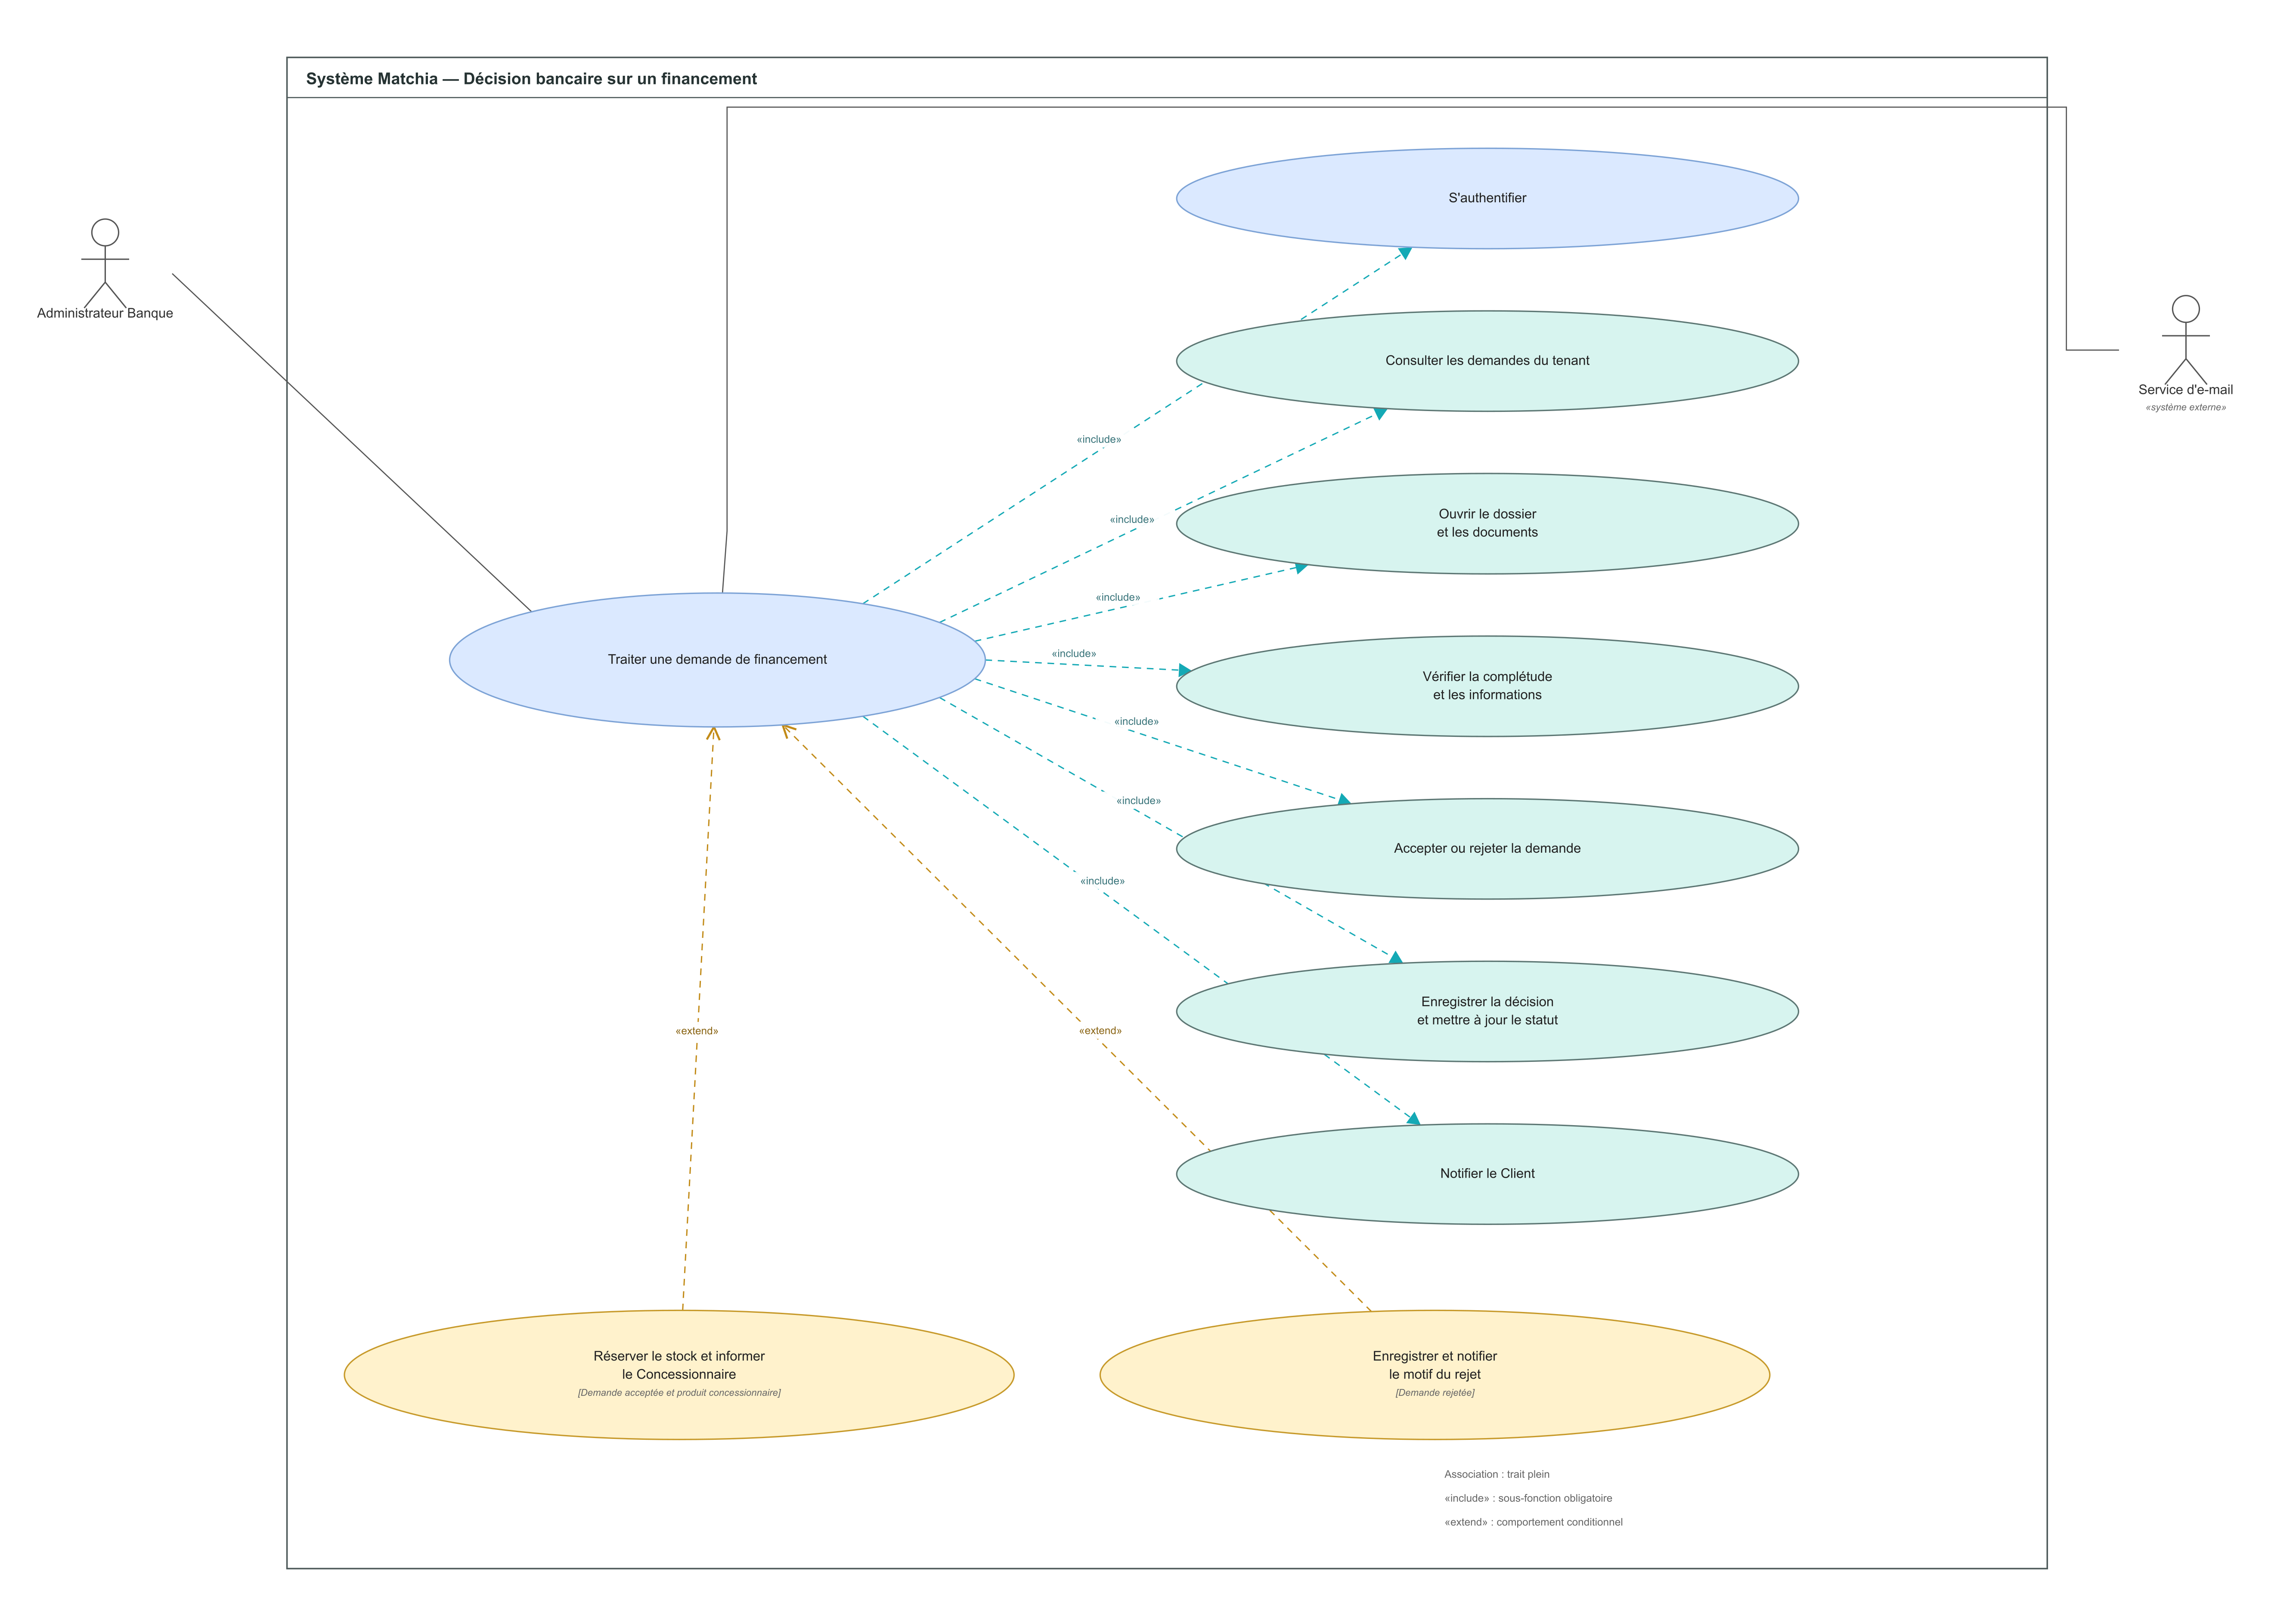 Système Matchia — Décision bancaire sur un financement
S'authentifier
Administrateur Banque
Consulter les demandes du tenant
Service d'e-mail
«système externe»
«include»
«include»
Ouvrir le dossier
et les documents
«include»
«include»
Traiter une demande de financement
Vérifier la complétude
et les informations
«include»
«include»
Accepter ou rejeter la demande
«include»
Enregistrer la décision
et mettre à jour le statut
«extend»
«extend»
Notifier le Client
Réserver le stock et informer
le Concessionnaire
[Demande acceptée et produit concessionnaire]
Enregistrer et notifier
le motif du rejet
[Demande rejetée]
Association : trait plein
«include» : sous-fonction obligatoire
«extend» : comportement conditionnel